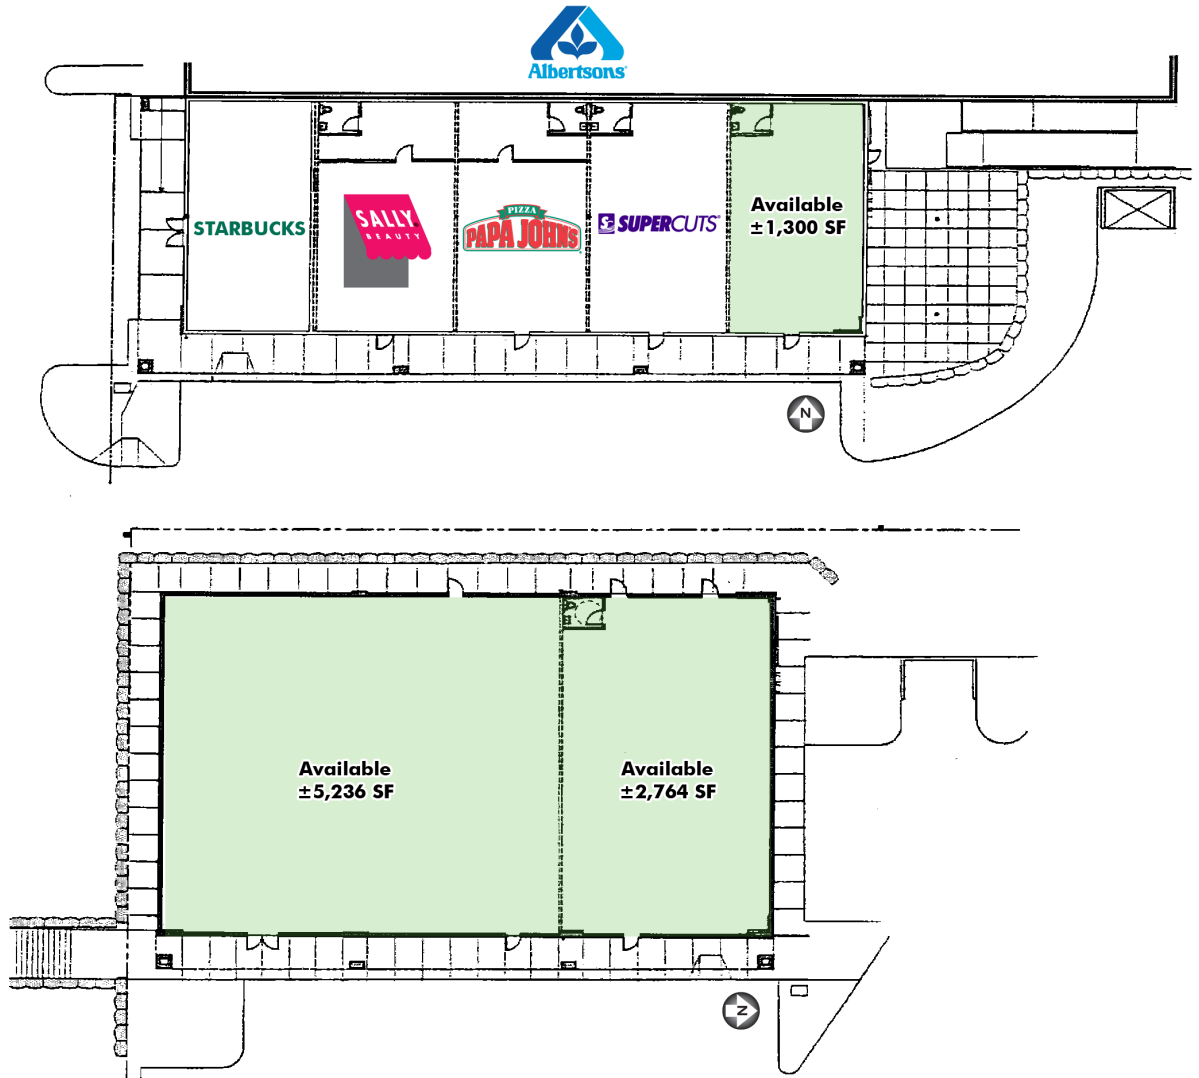 Albertsons
STARBUCKS
SALLY
BEAUTY
PIZZA
PAPA JOHNS
SC SUPERCUTS
Available
±1,300 SF
N
Available
±5,236 SF
Available
±2,764 SF
N